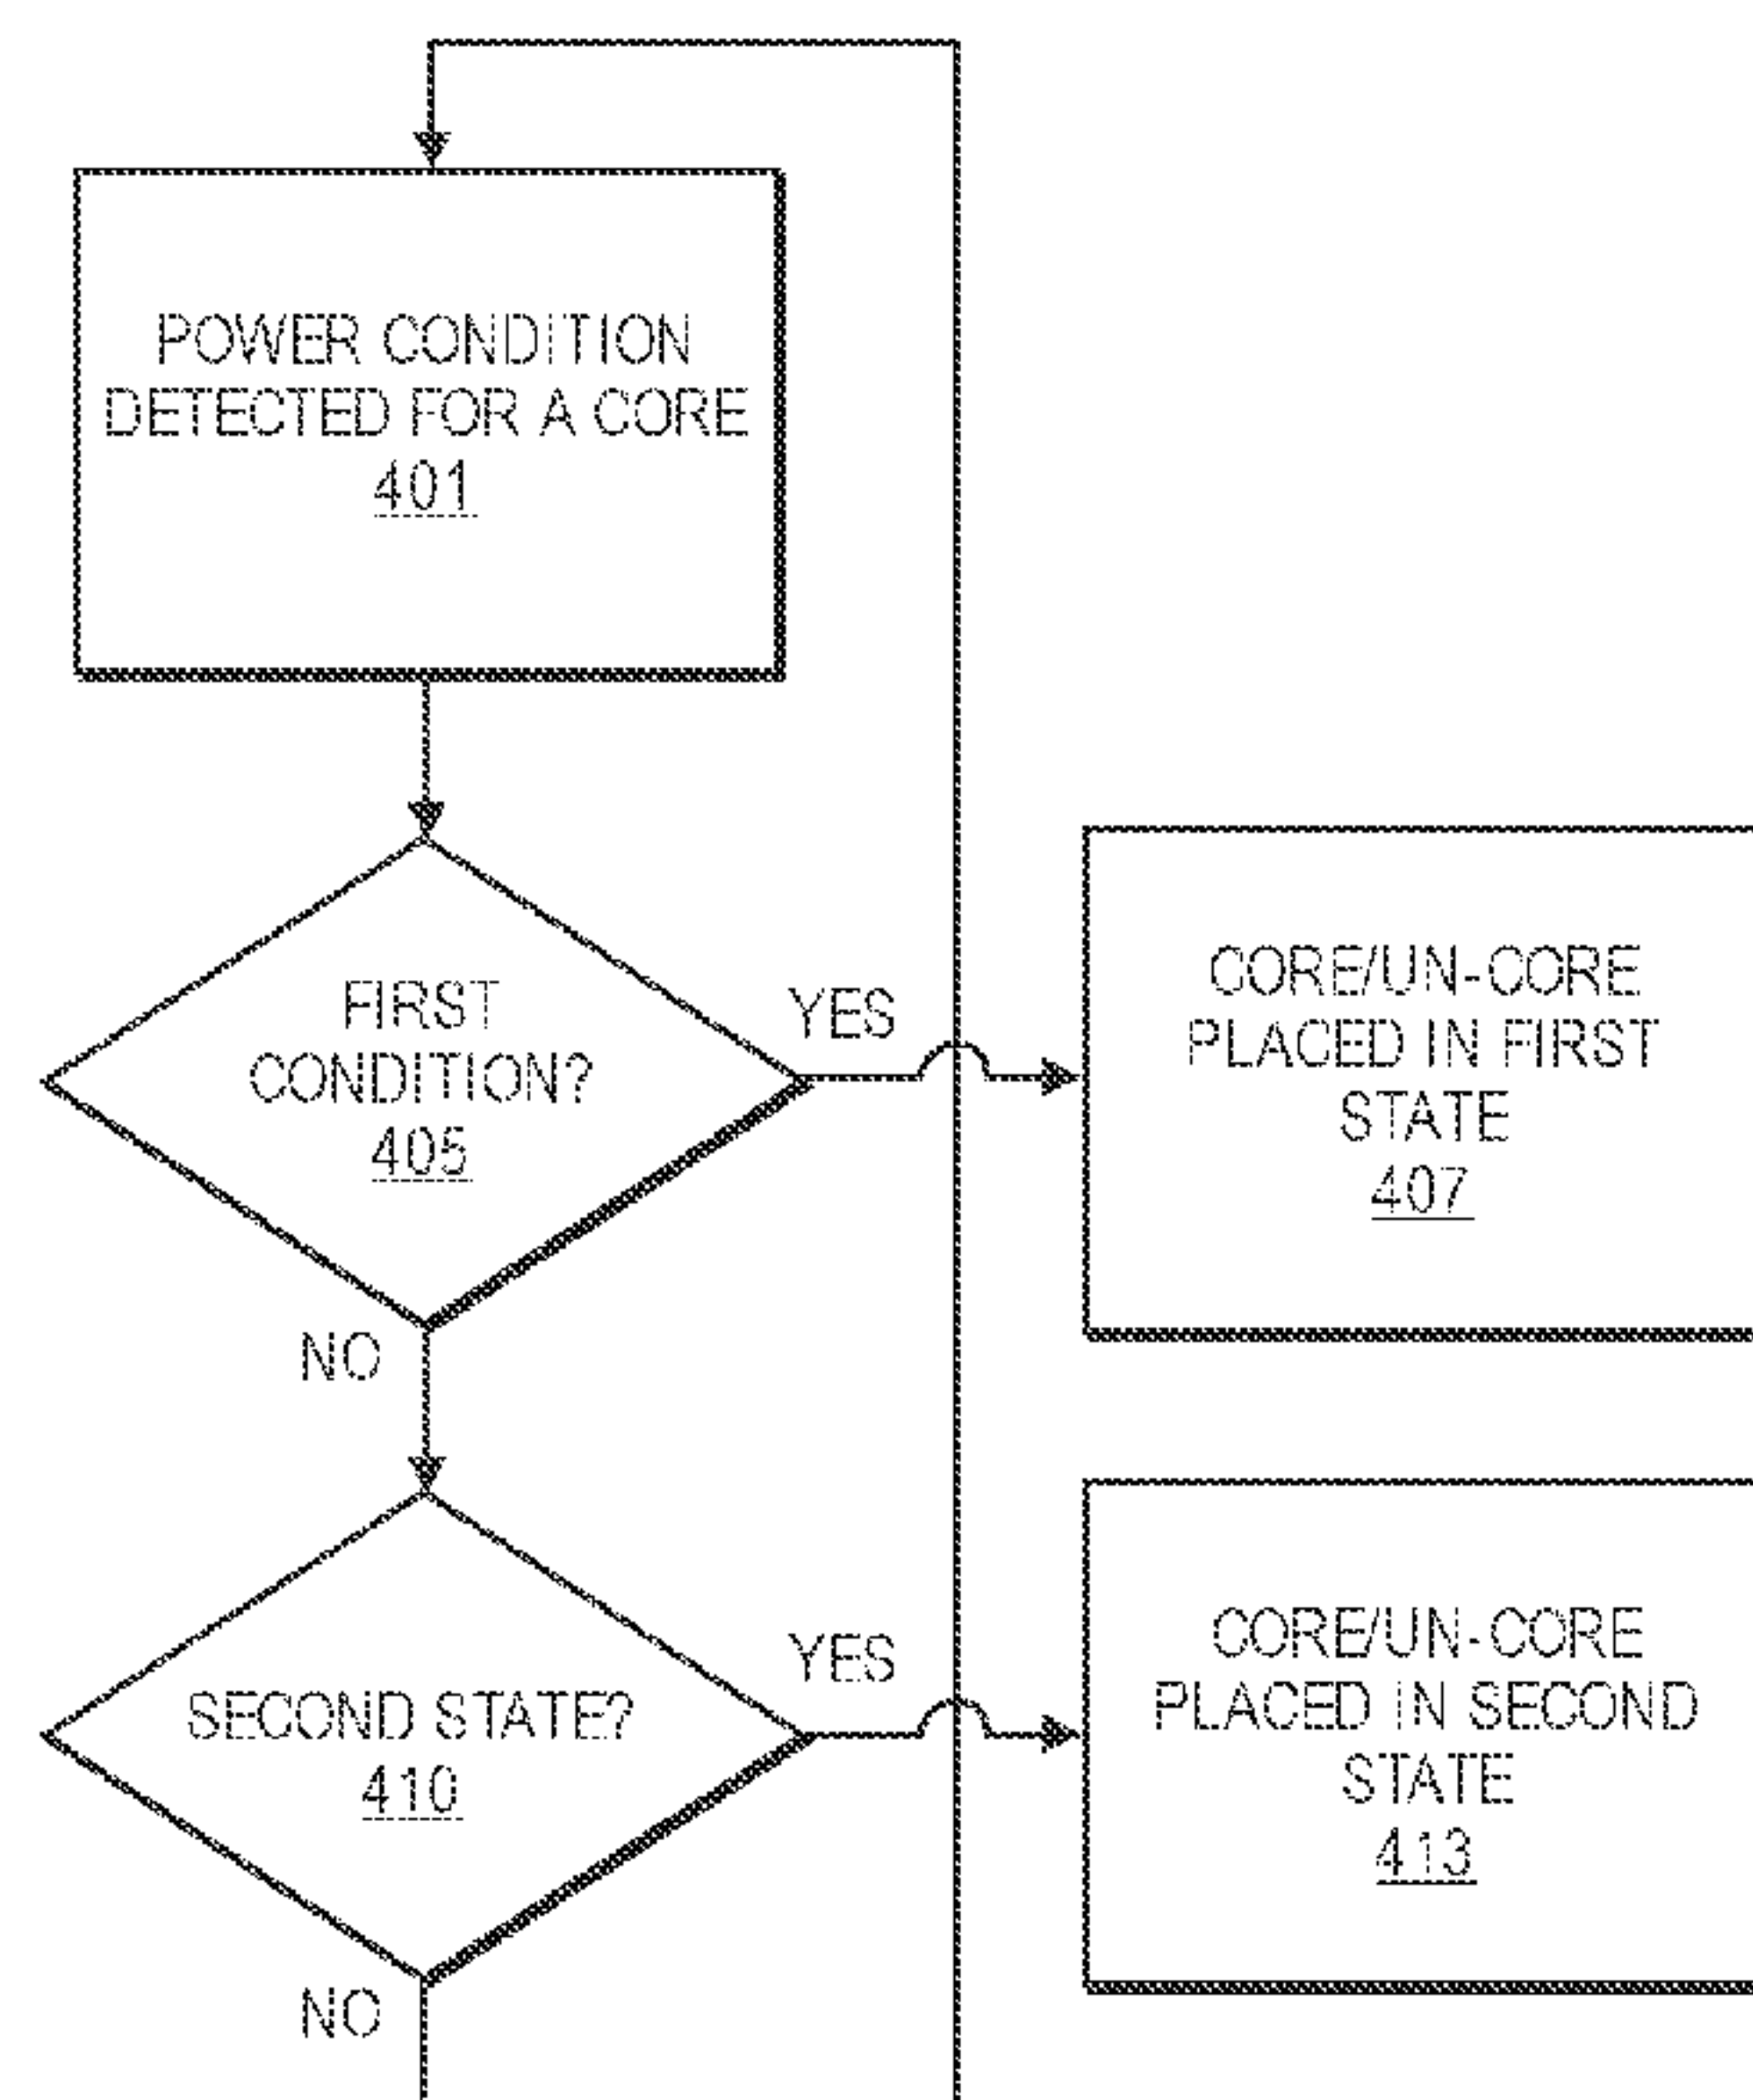 POWER CONDITION
DETECTED FOR A CORE
401
FIRST
CONDITION?
405
YES
CORE/UN-CORE
PLACED IN FIRST
STATE
407
NO
SECOND STATE?
410
YES
CORE/UN-CORE
PLACED IN SECOND
STATE
413
NO